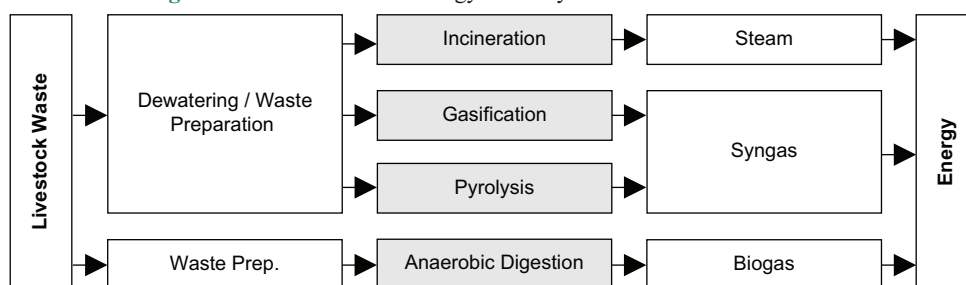 Livestock Waste
Dewatering / Waste
Preparation
Incineration
Steam
Gasification
Pyrolysis
Syngas
Waste Prep.
Anaerobic Digestion
Biogas
Energy